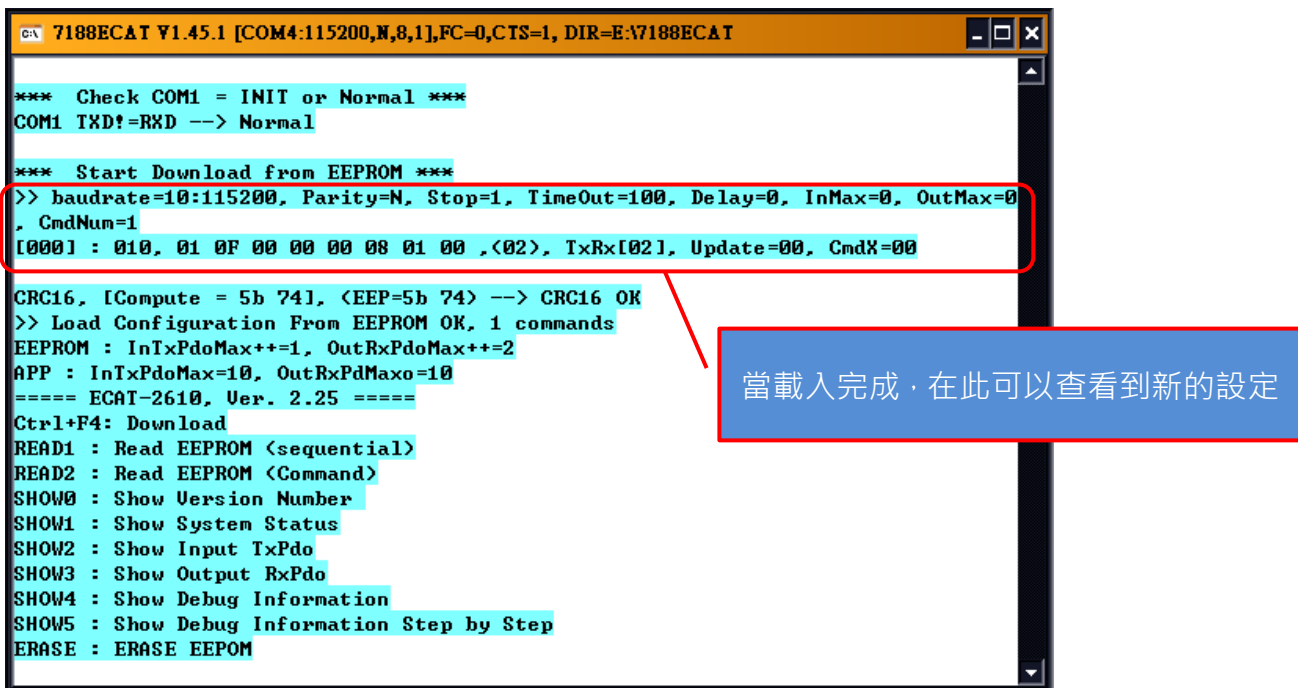 7188ECAT V1.45.1 [COM4:115200,N,8,1],FC=0,CTS=1, DIR=E:\7188ECAT
*** Check COM1 = INIT or Normal ***
COM1 TXD!=RXD --> Normal
*** Start Download from EEPROM ***
>> baudrate=10:115200, Parity=N, Stop=1, TimeOut=100, Delay=0, InMax=0, OutMax=0
, CmdNum=1
[000] : 010, 01 0F 00 00 00 08 01 00 ,(02), TxRx[02], Update=00, CmdX=00
CRC16, [Compute = 5b 74], (EEP=5b 74) --> CRC16 OK
>> Load Configuration From EEPROM OK, 1 commands
EEPROM : InTxPdoMax++=1, OutRxPdoMax++=2
APP : InTxPdoMax=10, OutRxPdMaxo=10
===== ECAT-2610, Ver. 2.25 =====
Ctrl+F4: Download
READ1 : Read EEPROM (sequential)
READ2 : Read EEPROM (Command)
SHOW0 : Show Version Number
SHOW1 : Show System Status
SHOW2 : Show Input TxPdo
SHOW3 : Show Output RxPdo
SHOW4 : Show Debug Information
SHOW5 : Show Debug Information Step by Step
ERASE : ERASE EEPOM
當載入完成，在此可以查看到新的設定